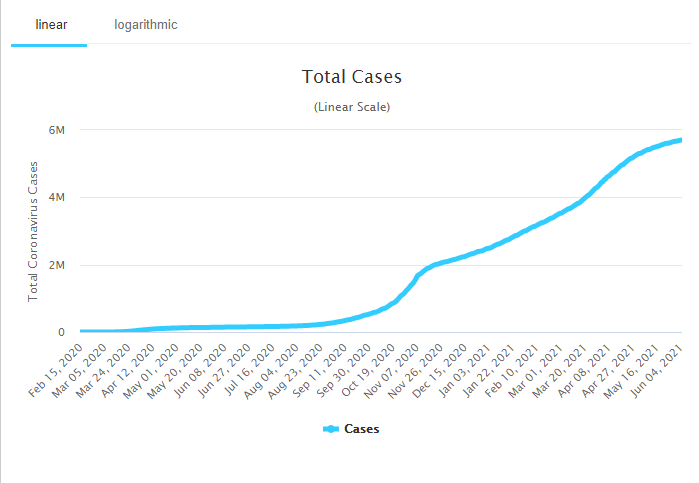 linear logarithmic
Total Cases
(Linear Scale)
Total Coronavirus Cases
6M
4M
2M
0
Feb 15, 2020
Mar 05, 2020
Mar 24, 2020
Apr 12, 2020
May 01, 2020
May 20, 2020
Jun 08, 2020
Jun 27, 2020
Jul 16, 2020
Aug 04, 2020
Aug 23, 2020
Sep 11, 2020
Sep 30, 2020
Oct 19, 2020
Nov 07, 2020
Nov 26, 2020
Dec 15, 2020
Jan 03, 2021
Jan 22, 2021
Feb 10, 2021
Mar 01, 2021
Mar 20, 2021
Apr 08, 2021
Apr 27, 2021
May 16, 2021
Jun 04, 2021
Cases